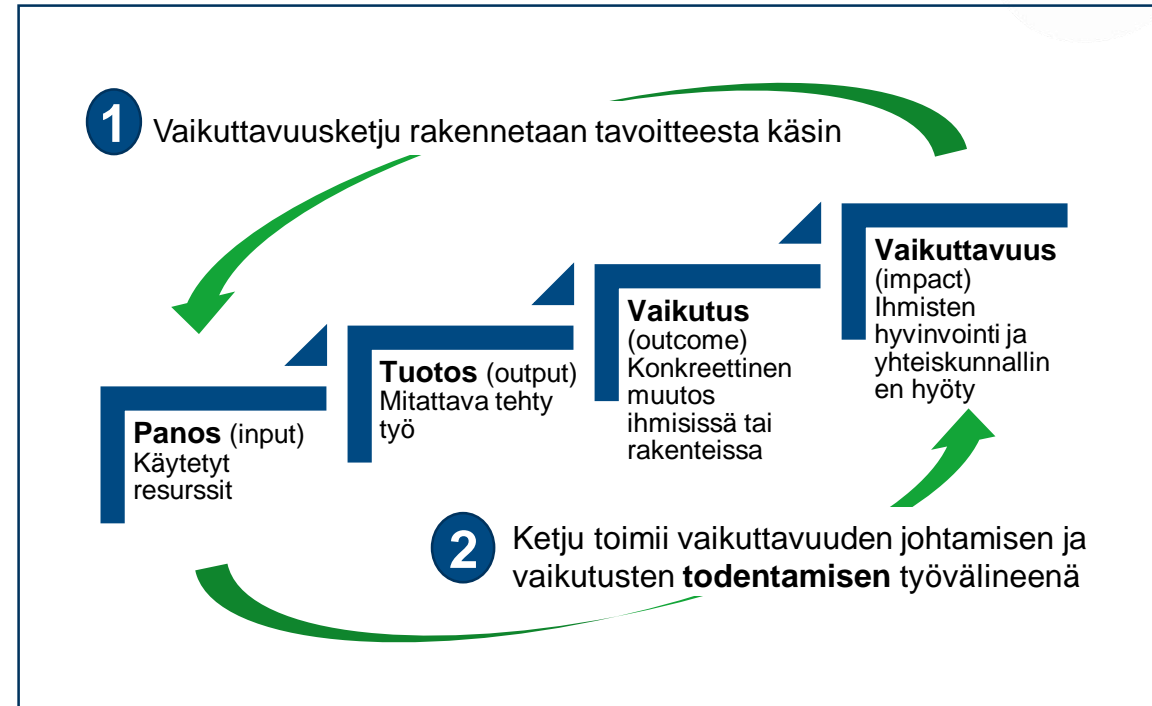 1
Vaikuttavuusketju rakennetaan tavoitteesta käsin
Panos (input)
Käytetyt
resurssit
Tuotos (output)
Mitattava tehty
työ
Vaikutus
(outcome)
Konkreettinen
muutos
ihmisissä tai
rakenteissa
Vaikuttavuus
(impact)
Ihmisten
hyvinvointi ja
yhteiskunnallin
en hyöty
2
Ketju toimii vaikuttavuuden johtamisen ja
vaikutusten todentamisen työvälineenä